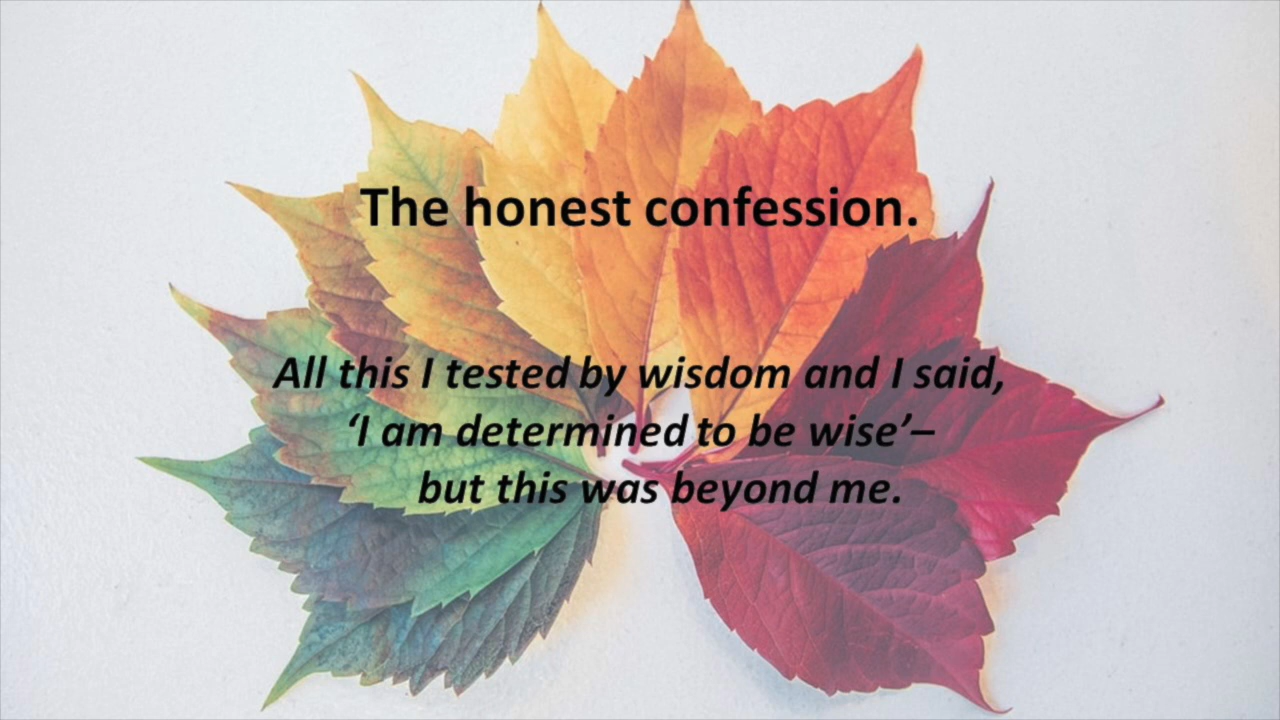 The honest confession.
All this I tested by wisdom and I said,
‘I am determined to be wise’–
but this was beyond me.